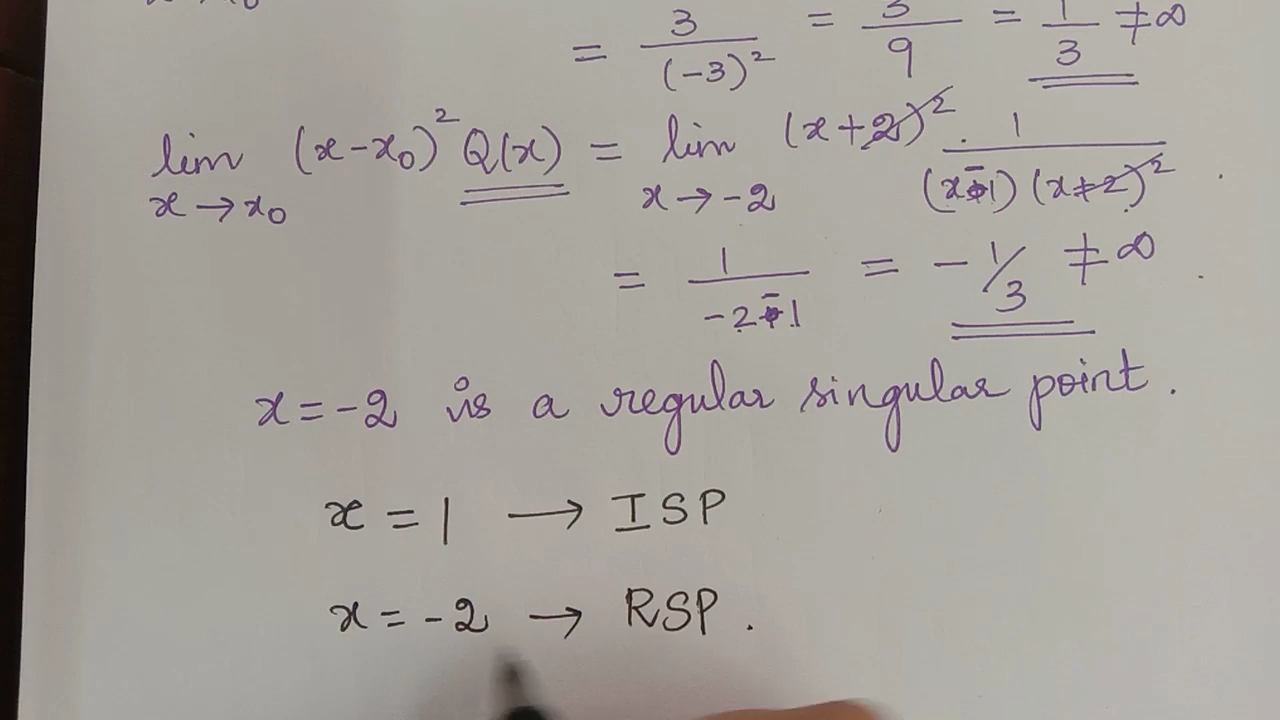 = 3/(-3)² = 3/9 = 1/3 ≠ ∞
lim x→x₀ (x-x₀)² Q(x) = lim x→-2 (x+2)² · 1/((x-1)(x+2)²) .
= 1/(-2-1) = -1/3 ≠ ∞ .
x = -2 is a regular singular point.
x = 1 → ISP
x = -2 → RSP.